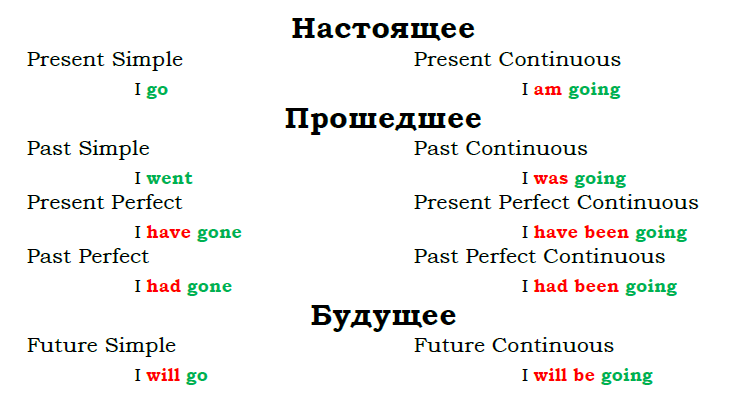 Настоящее
Present Simple Present Continuous
I go I am going
Прошедшее
Past Simple Past Continuous
I went I was going
Present Perfect Present Perfect Continuous
I have gone I have been going
Past Perfect Past Perfect Continuous
I had gone I had been going
Будущее
Future Simple Future Continuous
I will go I will be going